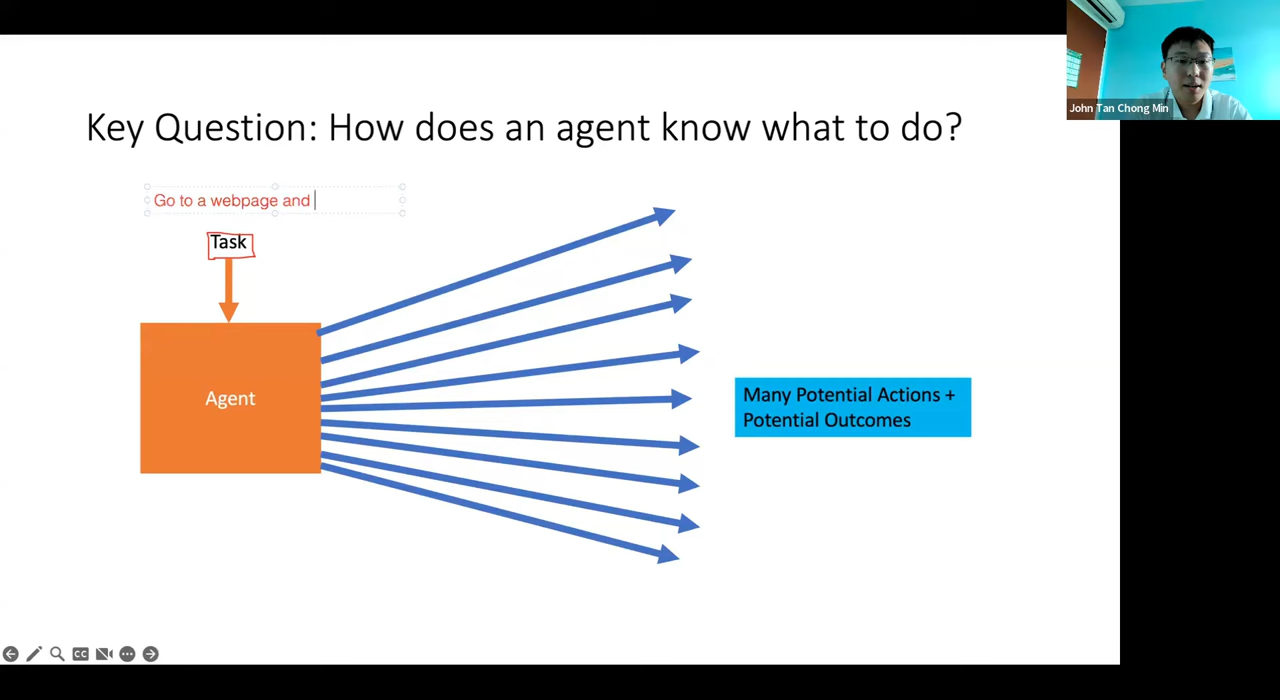 John Tan Chong Min
Key Question: How does an agent know what to do?
Go to a webpage and
Task
Agent
Many Potential Actions +
Potential Outcomes
CC